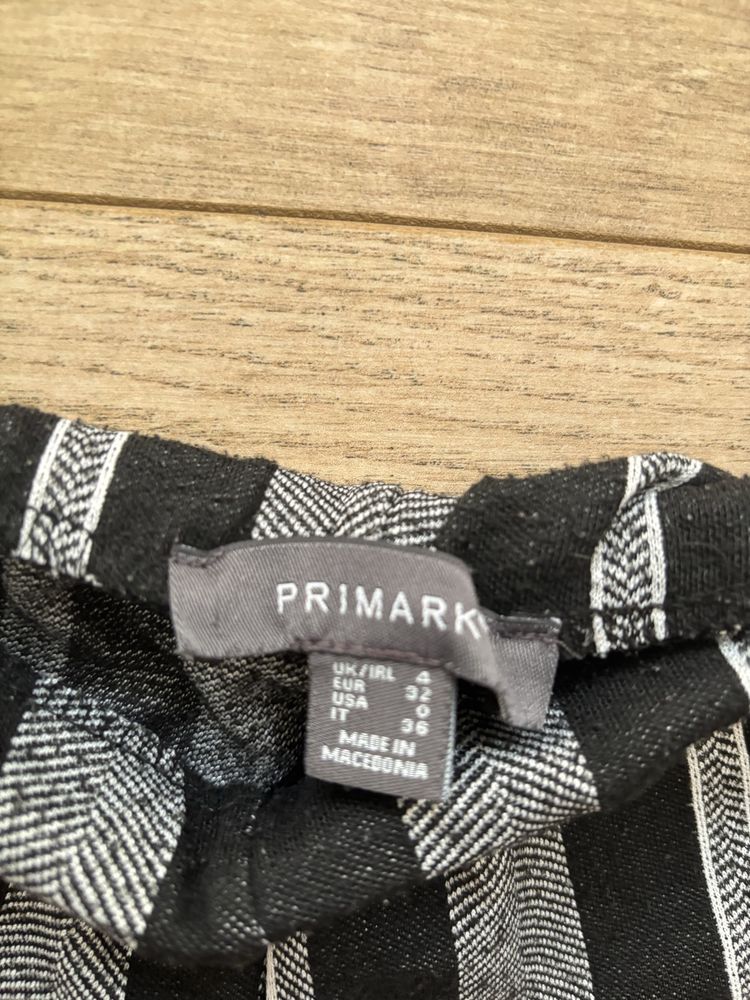 PRIMARK
UK/IRL 4
EUR 32
USA 0
IT 36
MADE IN
MACEDONIA